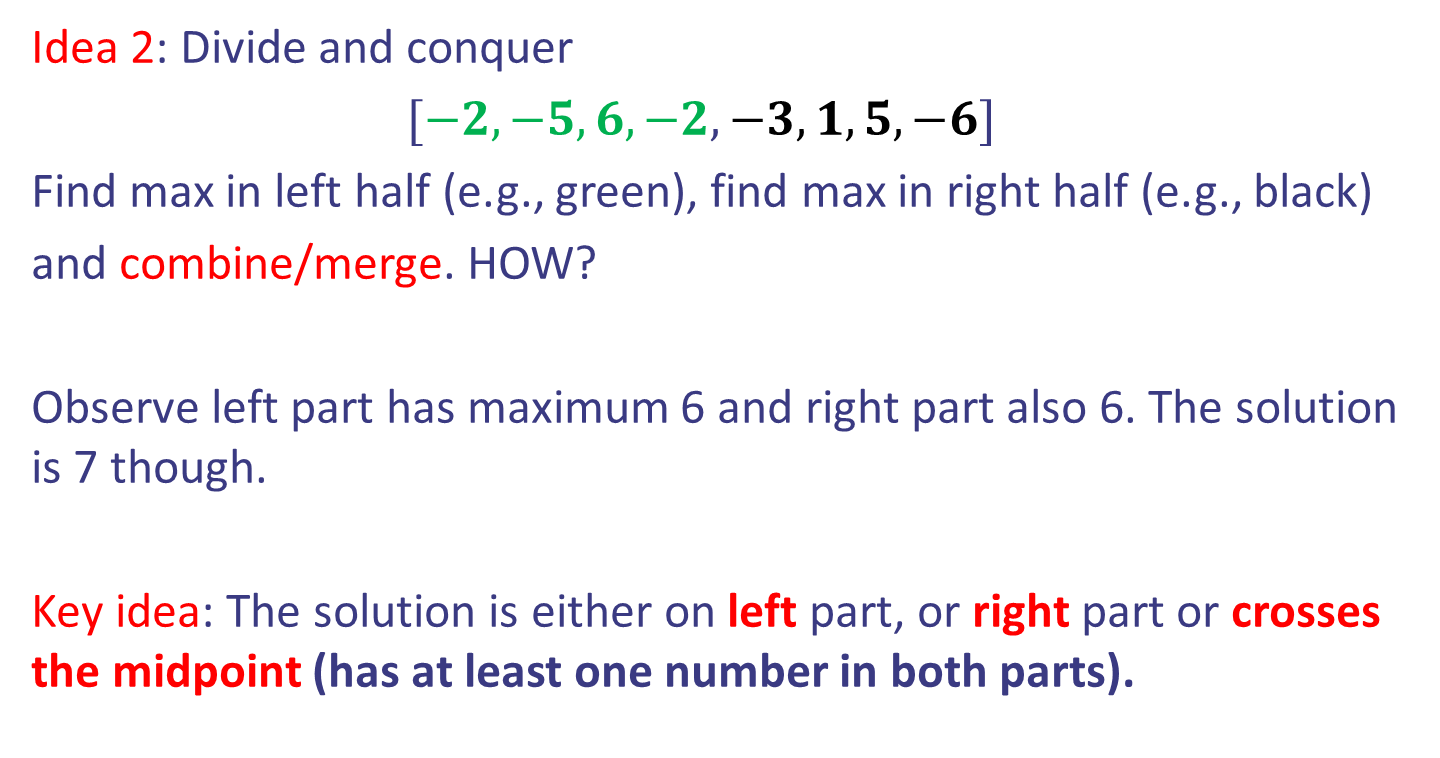 Idea 2: Divide and conquer
[−2, −5, 6, −2, −3, 1, 5, −6]
Find max in left half (e.g., green), find max in right half (e.g., black)
and combine/merge. HOW?
Observe left part has maximum 6 and right part also 6. The solution
is 7 though.
Key idea: The solution is either on left part, or right part or crosses
the midpoint (has at least one number in both parts).